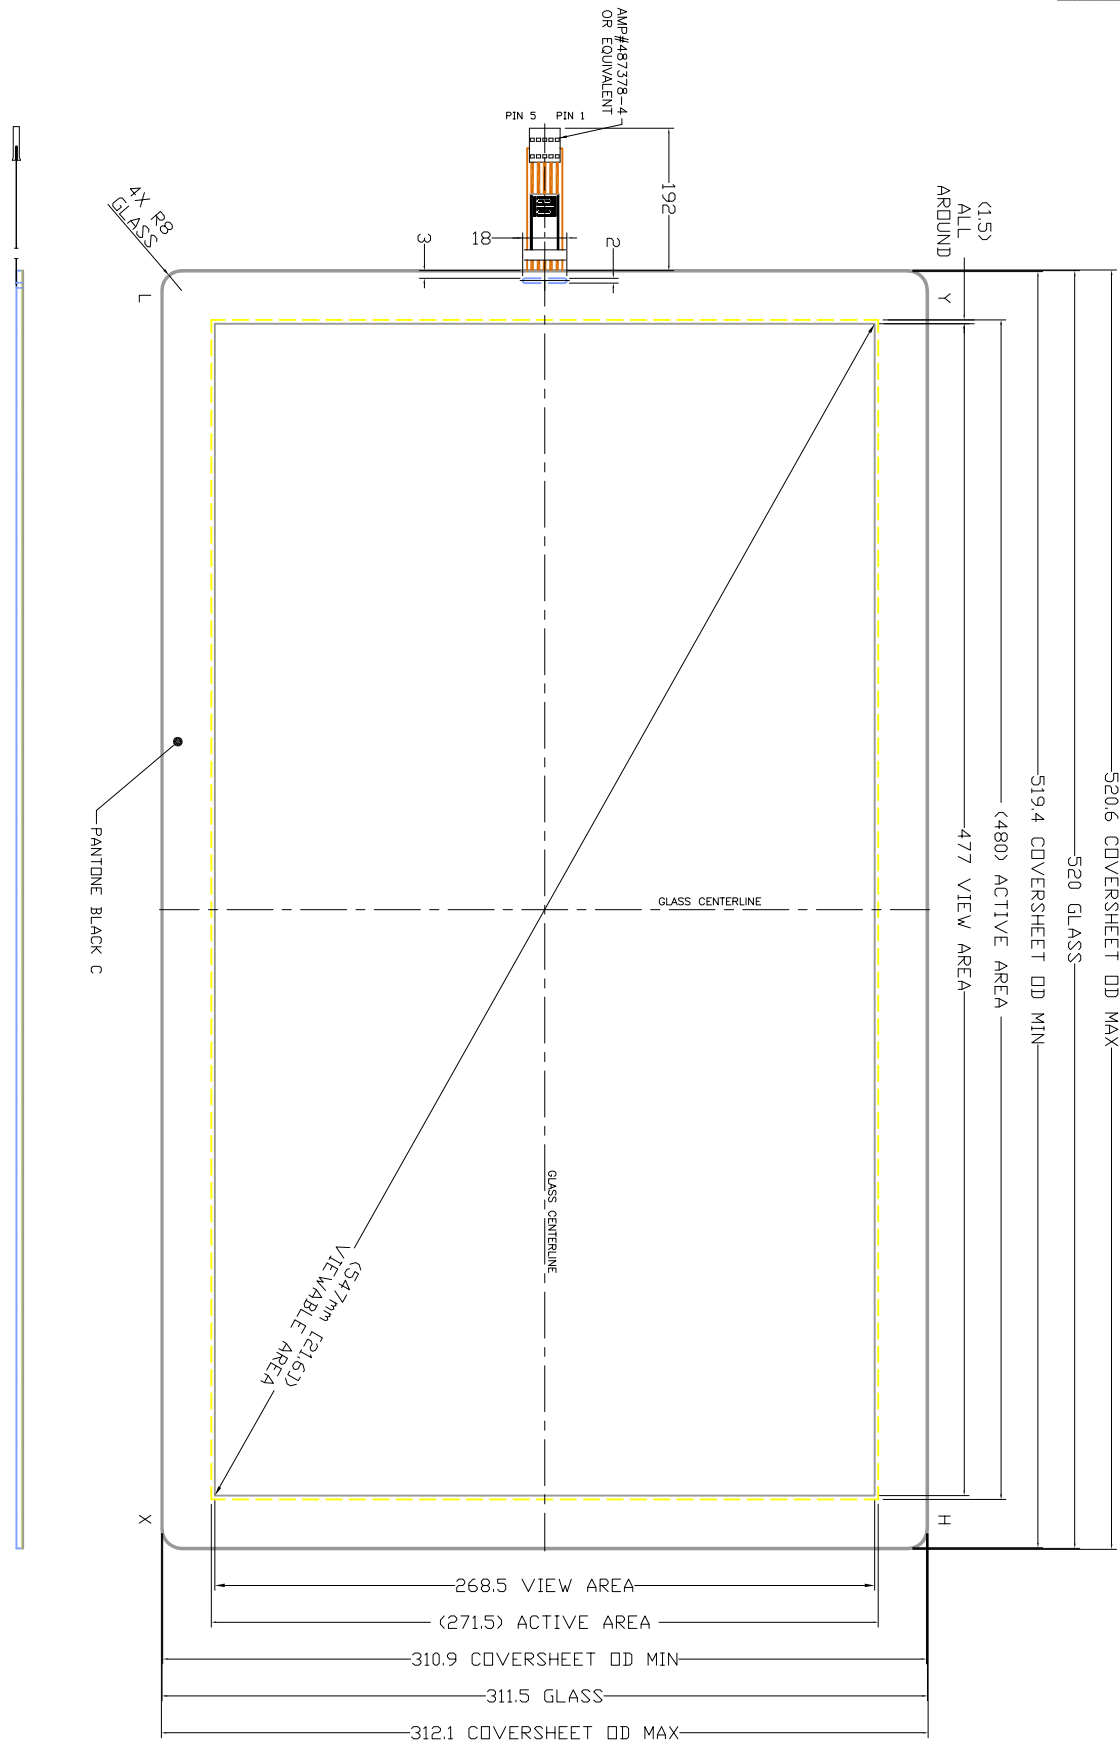 AMP#487378-4
OR EQUIVALENT
PIN 5
PIN 1
192
(1.5)
ALL
AROUND
4X R8
GLASS
3
18
2
L
Y
520.6 COVERSHEET OD MAX
520 GLASS
519.4 COVERSHEET OD MIN
(480) ACTIVE AREA
477 VIEW AREA
GLASS CENTERLINE
PANTONE BLACK C
GLASS CENTERLINE
(547mm [21.6])
VIEWABLE AREA
X
H
268.5 VIEW AREA
(271.5) ACTIVE AREA
310.9 COVERSHEET OD MIN
311.5 GLASS
312.1 COVERSHEET OD MAX